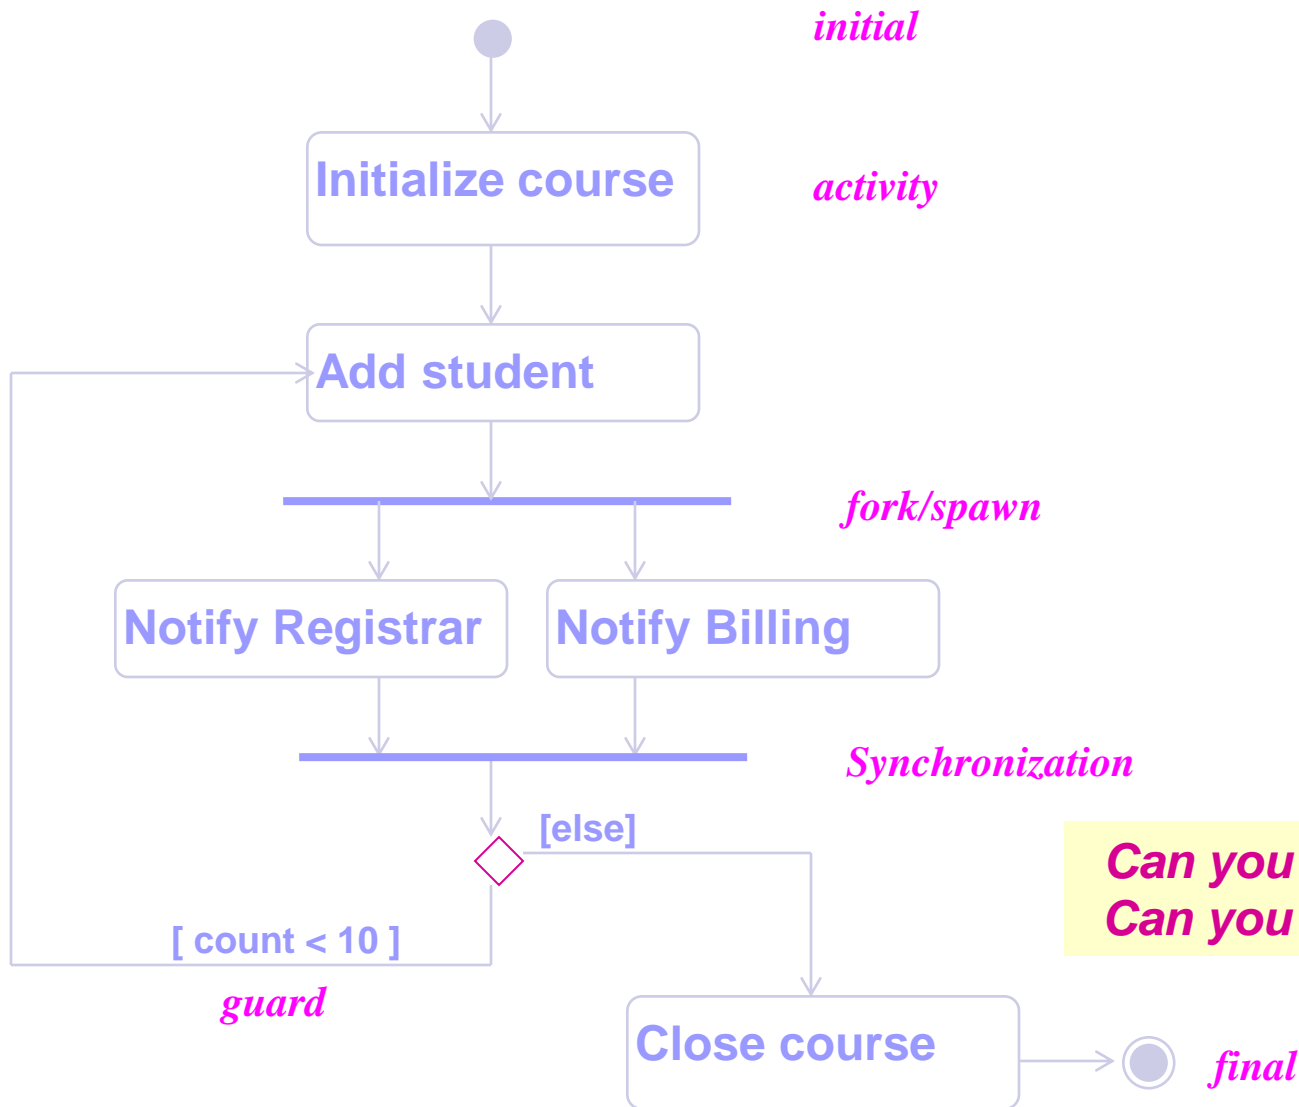 initial
Initialize course
activity
Add student
fork/spawn
Notify Registrar
Notify Billing
Synchronization
[else]
Can you
Can you
[ count < 10 ]
guard
Close course
final